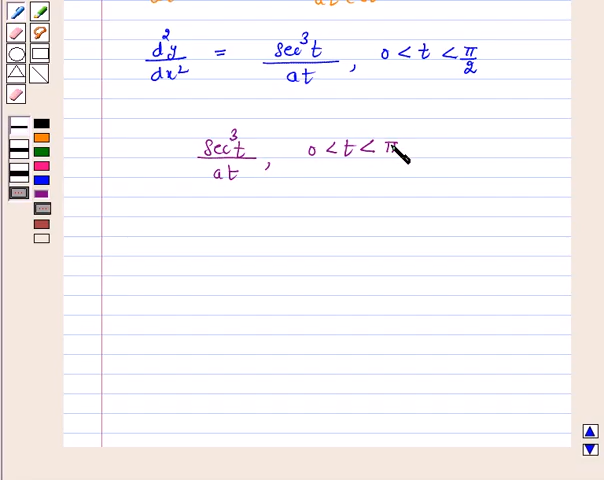 d²y/dx² = sec³t/at, 0 < t < π/2
sec³t/at, 0 < t < π